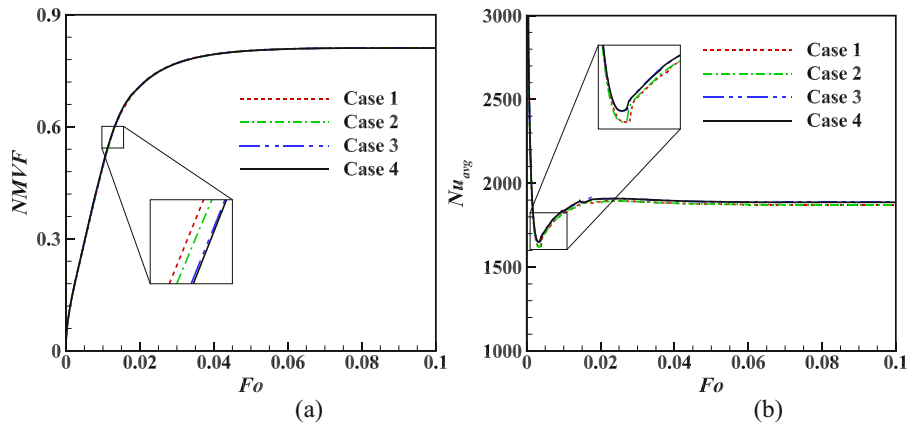 0.9
0.6
0.3
0
NMVF
Case 1
Case 2
Case 3
Case 4
0 0.02 0.04 0.06 0.08 0.1
Fo
(a)
3000
2500
2000
1500
1000
Nu_avg
Case 1
Case 2
Case 3
Case 4
0 0.02 0.04 0.06 0.08 0.1
Fo
(b)